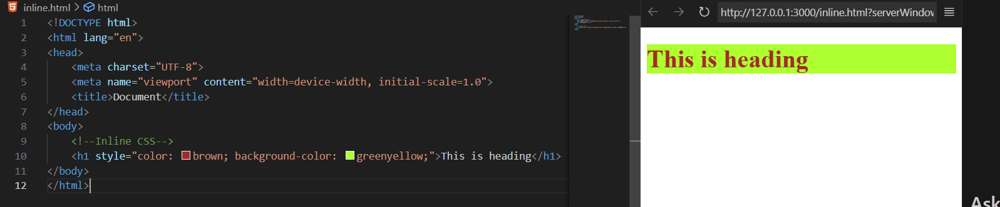 inline.html > html
1 <!DOCTYPE html>
2 <html lang="en">
3 <head>
4     <meta charset="UTF-8">
5     <meta name="viewport" content="width=device-width, initial-scale=1.0">
6     <title>Document</title>
7 </head>
8 <body>
9     <!--Inline CSS-->
10     <h1 style="color: brown; background-color: greenyellow;">This is heading</h1>
11 </body>
12 </html>
http://127.0.0.1:3000/inline.html?serverWindow
This is heading
Ask